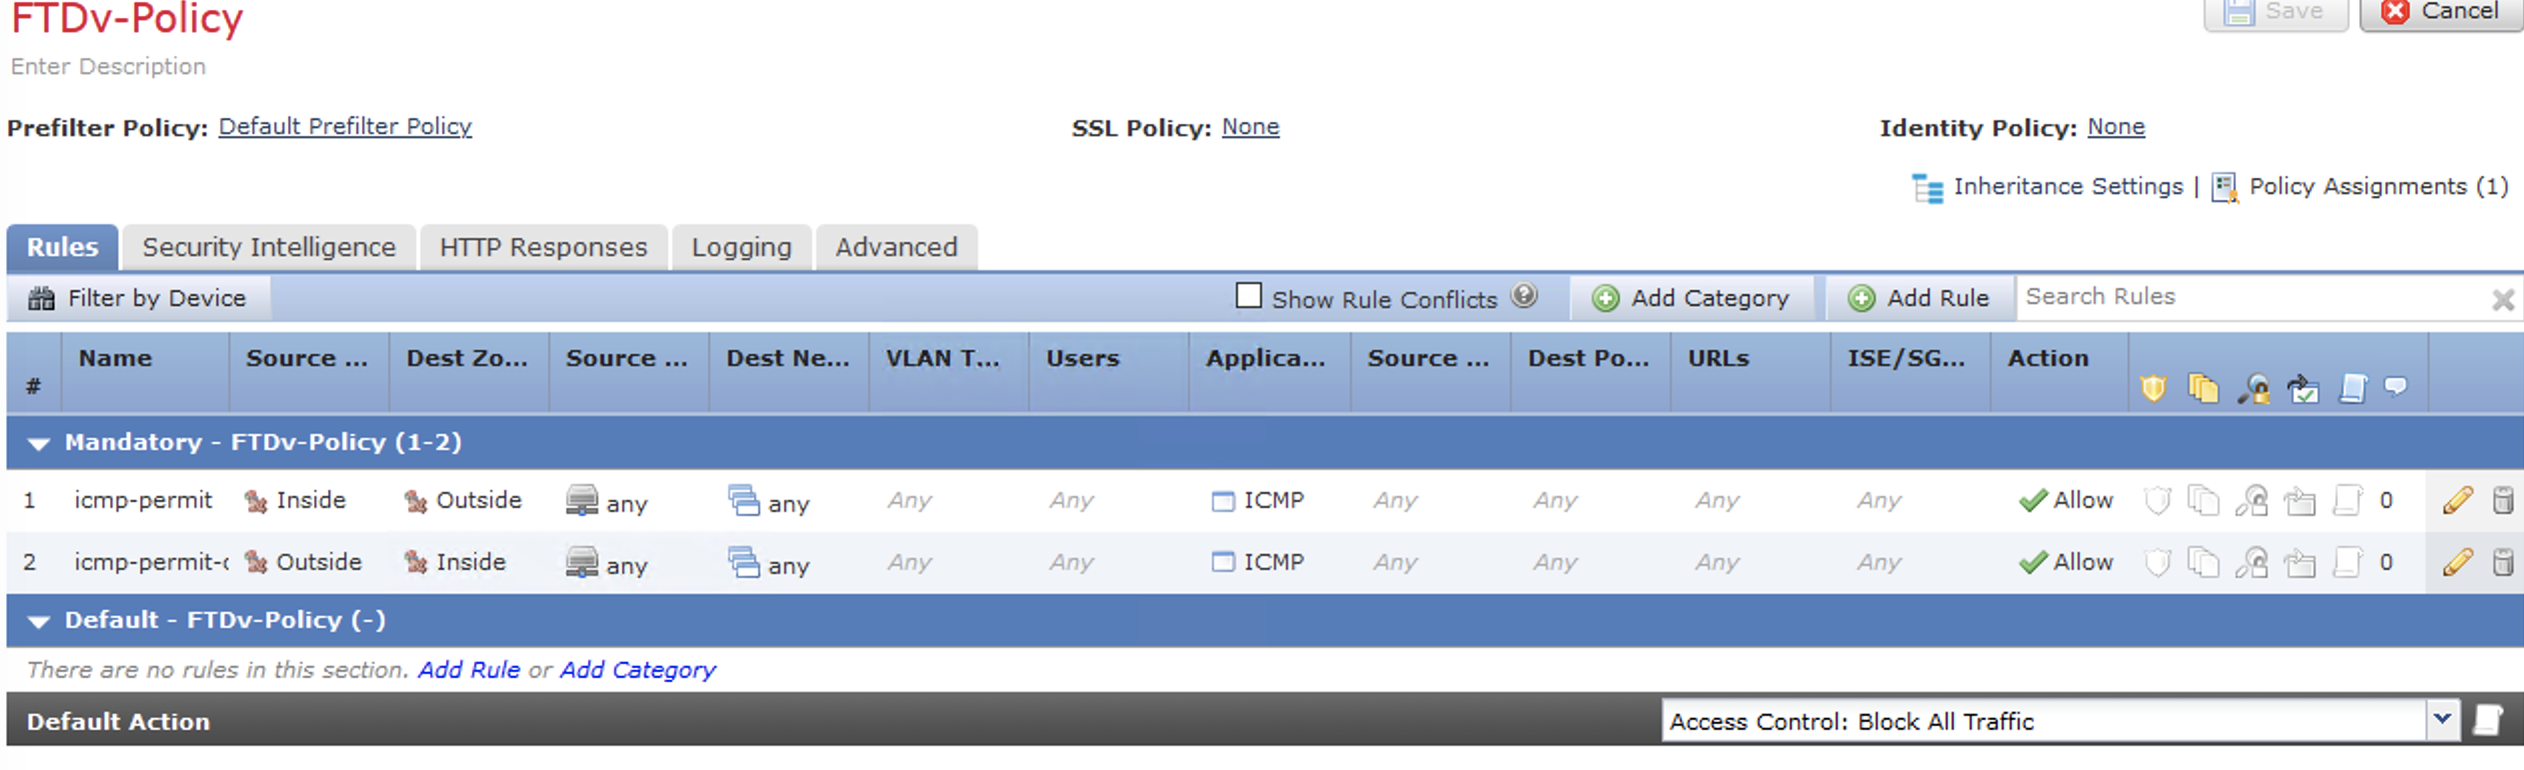 FTDv-Policy
Save Cancel
Enter Description
Prefilter Policy: Default Prefilter Policy SSL Policy: None Identity Policy: None
Inheritance Settings | Policy Assignments (1)
Rules Security Intelligence HTTP Responses Logging Advanced
Filter by Device Show Rule Conflicts ? Add Category Add Rule Search Rules
# Name Source ... Dest Zo... Source ... Dest Ne... VLAN T... Users Applica... Source ... Dest Po... URLs ISE/SG... Action
Mandatory - FTDv-Policy (1-2)
1 icmp-permit Inside Outside any any Any Any ICMP Any Any Any Any Allow 0
2 icmp-permit-c Outside Inside any any Any Any ICMP Any Any Any Any Allow 0
Default - FTDv-Policy (-)
There are no rules in this section. Add Rule or Add Category
Default Action Access Control: Block All Traffic